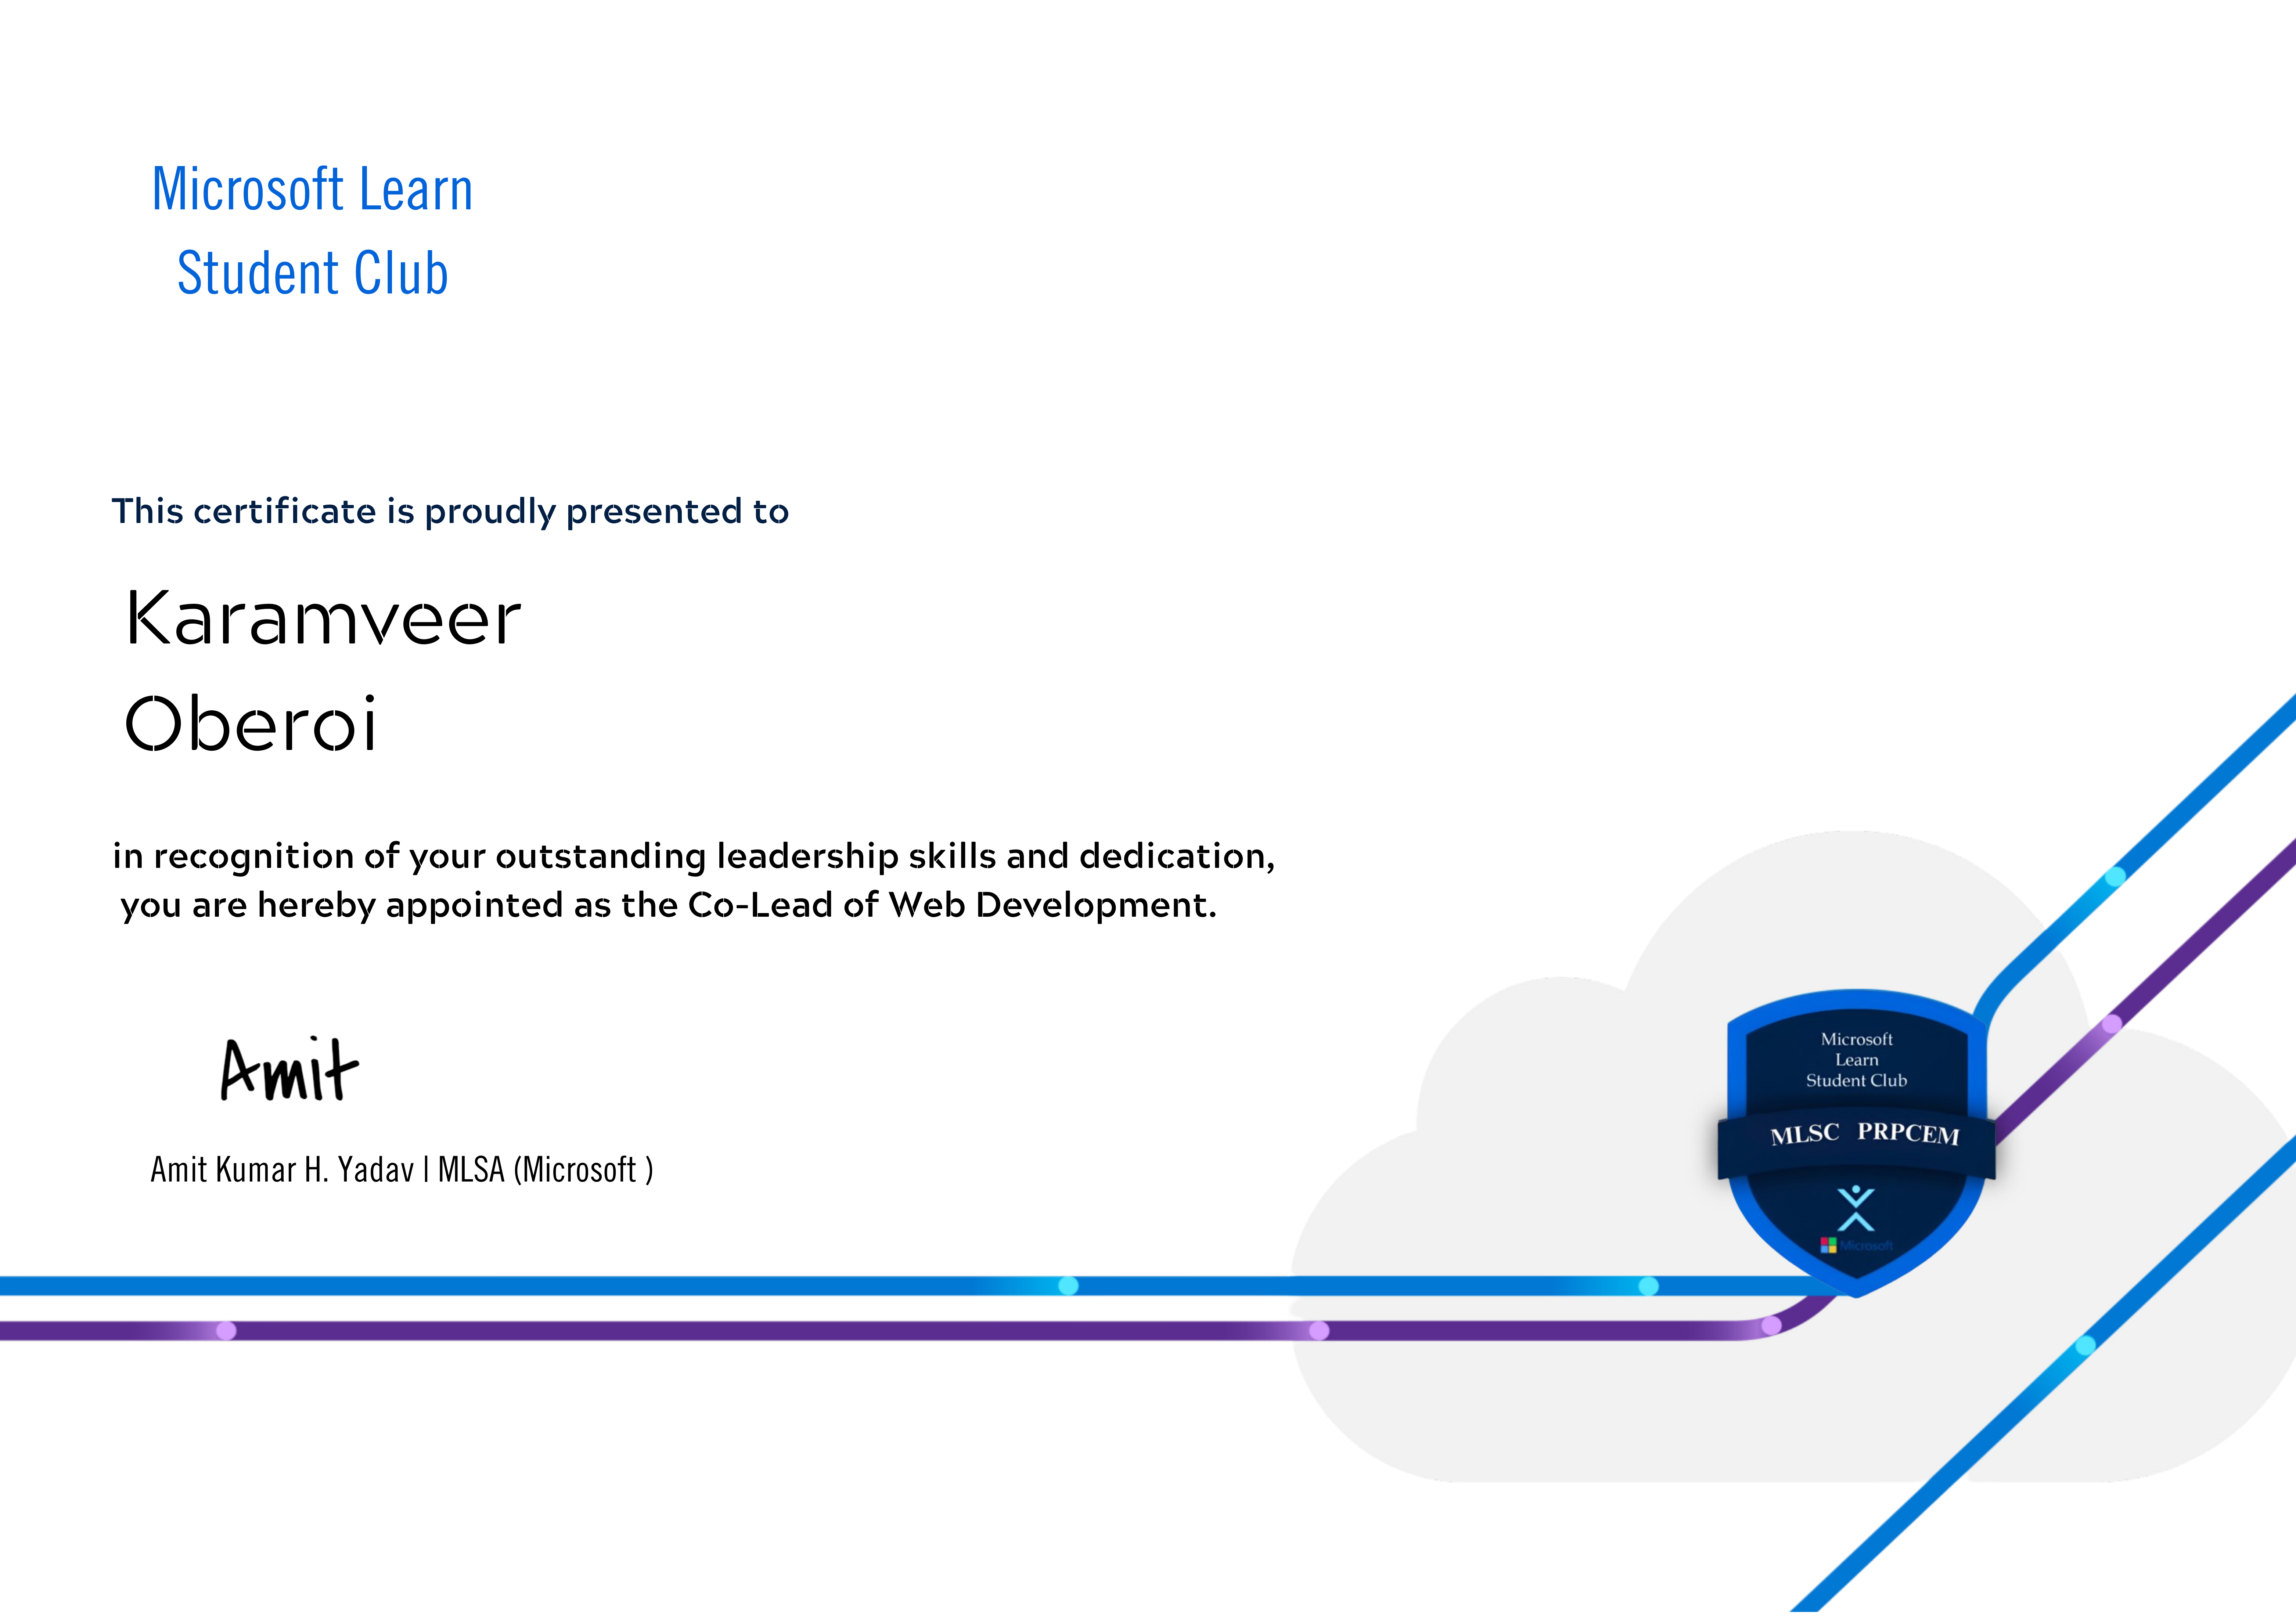 Microsoft Learn
Student Club
This certificate is proudly presented to
Karamveer
Oberoi
in recognition of your outstanding leadership skills and dedication,
you are hereby appointed as the Co-Lead of Web Development.
Amit
Amit Kumar H. Yadav | MLSA (Microsoft )
Microsoft
Learn
Student Club
MLSC PRPCEM
Microsoft